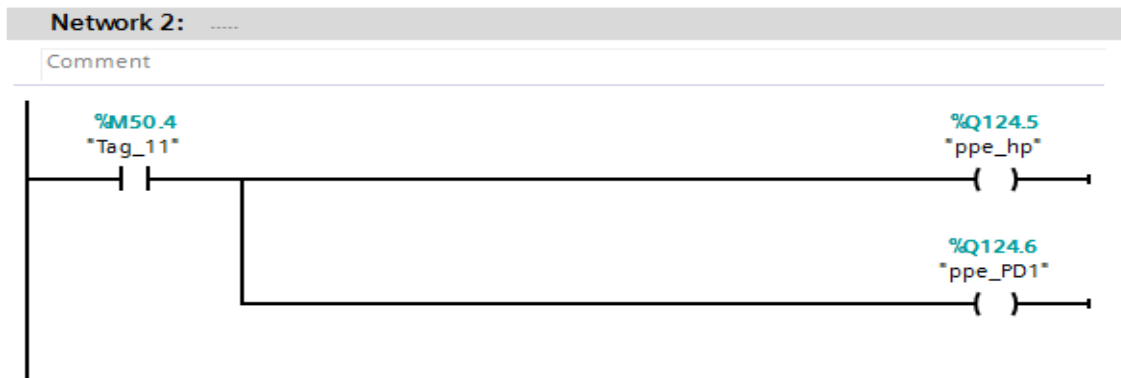 Network 2: .....
Comment
%M50.4
"Tag_11"
%Q124.5
"ppe_hp"
%Q124.6
"ppe_PD1"